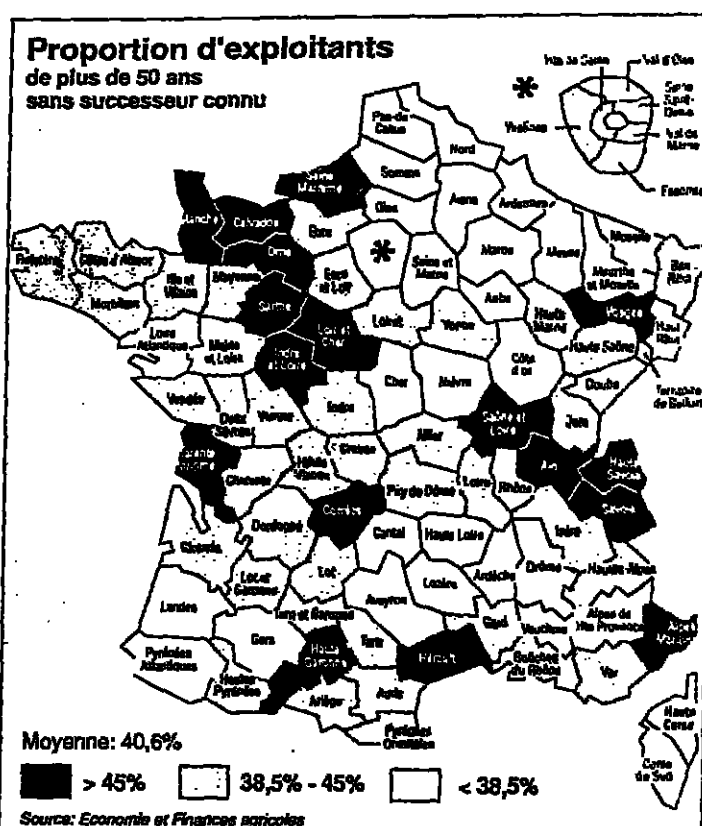 Proportion d'exploitants
de plus de 50 ans
sans successeur connu
Val d'Oise
Yvelines
Val de
Marne
Essonne
Pas-de
Calais
Nord
Somme
Seine
Maritime
Oise
Aisne
Ardennes
Manche
Calvados
Orne
Eure
Eure
et Loir
Seine et
Marne
Marne
Meuse
Moselle
Meurthe
et Moselle
Bas
Rhin
Finistère
Côtes d'Armor
Ille et
Vilaine
Mayenne
Morbihan
Sarthe
Loir et
Cher
Loiret
Yonne
Aube
Haute
Marne
Vosges
Haut
Rhin
Loire
Atlantique
Maine
et Loire
Indre
et Loire
Cher
Nièvre
Côte
d'or
Haute Saône
Doubs
Territoire
de Belfort
Vendée
Deux
Sèvres
Vienne
Indre
Allier
Saône et
Loire
Jura
Charente
Maritime
Charente
Haute
Vienne
Creuse
Puy de Dôme
Loire
Rhône
Ain
Haute
Savoie
Savoie
Gironde
Dordogne
Corrèze
Cantal
Haute Loire
Isère
Lot et
Garonne
Lot
Aveyron
Lozère
Ardèche
Drôme
Hautes-Alpes
Landes
Tarn et Garonne
Gers
Haute
Garonne
Tarn
Hérault
Gard
Vaucluse
Alpes de
Hte Provence
Alpes
Maritimes
Bouches
du Rhône
Var
Pyrénées
Atlantiques
Hautes
Pyrénées
Ariège
Aude
Pyrénées
Orientales
Haute
Corse
Corse
du Sud
Moyenne: 40,6%
> 45%
38,5% - 45%
< 38,5%
Source: Economie et Finances agricoles